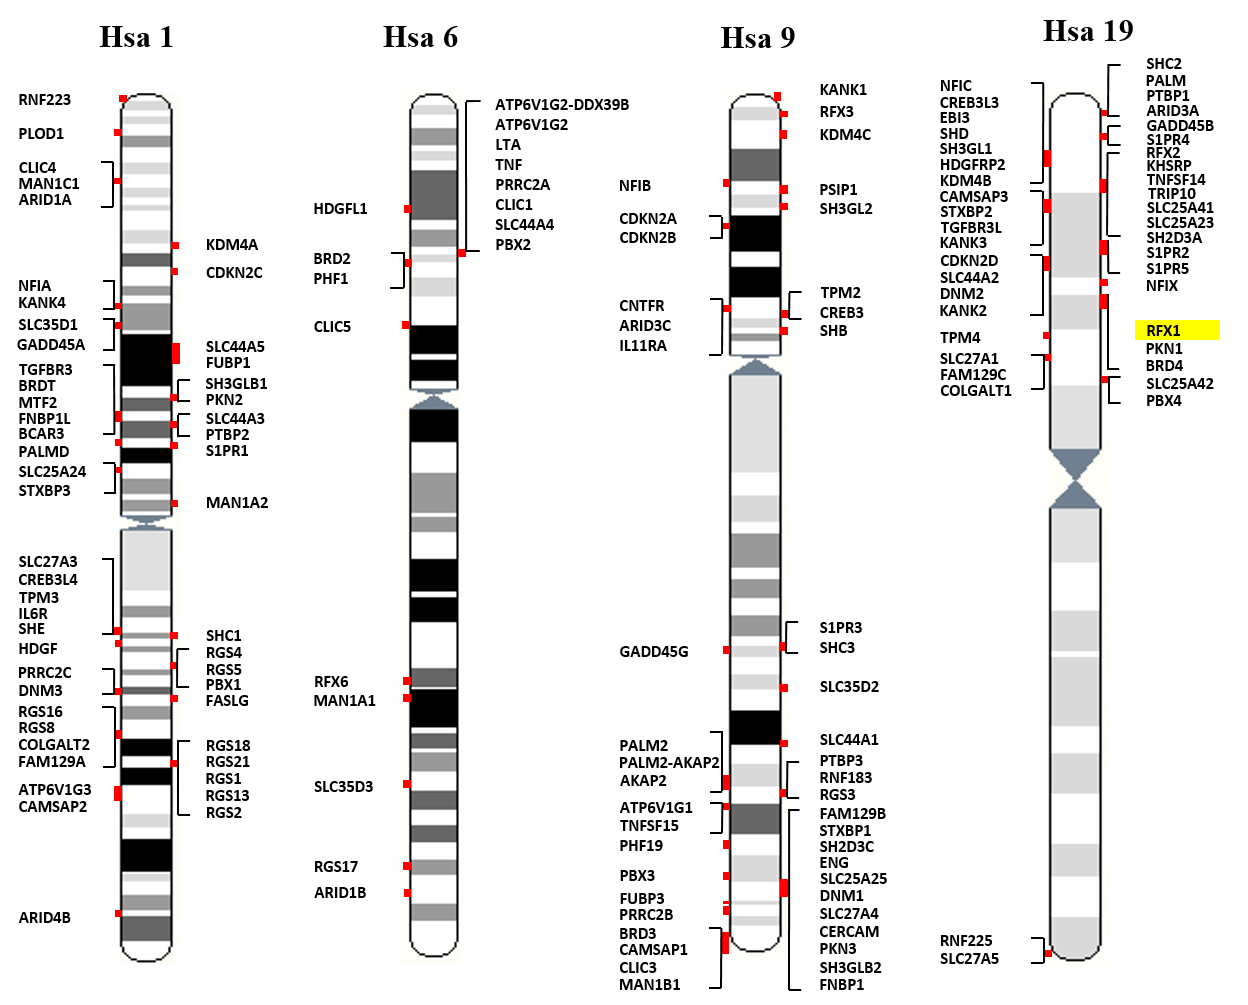 Hsa 1
RNF223
PLOD1
CLIC4
MAN1C1
ARID1A
NFIA
KANK4
SLC35D1
GADD45A
TGFBR3
BRDT
MTF2
FNBP1L
BCAR3
PALMD
SLC25A24
STXBP3
SLC27A3
CREB3L4
TPM3
IL6R
SHE
HDGF
PRRC2C
DNM3
RGS16
RGS8
COLGALT2
FAM129A
ATP6V1G3
CAMSAP2
ARID4B
KDM4A
CDKN2C
SLC44A5
FUBP1
SH3GLB1
PKN2
SLC44A3
PTBP2
S1PR1
MAN1A2
SHC1
RGS4
RGS5
PBX1
FASLG
RGS18
RGS21
RGS1
RGS13
RGS2
Hsa 6
HDGFL1
BRD2
PHF1
CLIC5
RFX6
MAN1A1
SLC35D3
RGS17
ARID1B
ATP6V1G2-DDX39B
ATP6V1G2
LTA
TNF
PRRC2A
CLIC1
SLC44A4
PBX2
Hsa 9
NFIB
CDKN2A
CDKN2B
CNTFR
ARID3C
IL11RA
GADD45G
PALM2
PALM2-AKAP2
AKAP2
ATP6V1G1
TNFSF15
PHF19
PBX3
FUBP3
PRRC2B
BRD3
CAMSAP1
CLIC3
MAN1B1
KANK1
RFX3
KDM4C
PSIP1
SH3GL2
TPM2
CREB3
SHB
S1PR3
SHC3
SLC35D2
SLC44A1
PTBP3
RNF183
RGS3
FAM129B
STXBP1
SH2D3C
ENG
SLC25A25
DNM1
SLC27A4
CERCAM
PKN3
SH3GLB2
FNBP1
Hsa 19
NFIC
CREB3L3
EBI3
SHD
SH3GL1
HDGFRP2
KDM4B
CAMSAP3
STXBP2
TGFBR3L
KANK3
CDKN2D
SLC44A2
DNM2
KANK2
TPM4
SLC27A1
FAM129C
COLGALT1
RNF225
SLC27A5
SHC2
PALM
PTBP1
ARID3A
GADD45B
S1PR4
RFX2
KHSRP
TNFSF14
TRIP10
SLC25A41
SLC25A23
SH2D3A
S1PR2
S1PR5
NFIX
RFX1
PKN1
BRD4
SLC25A42
PBX4